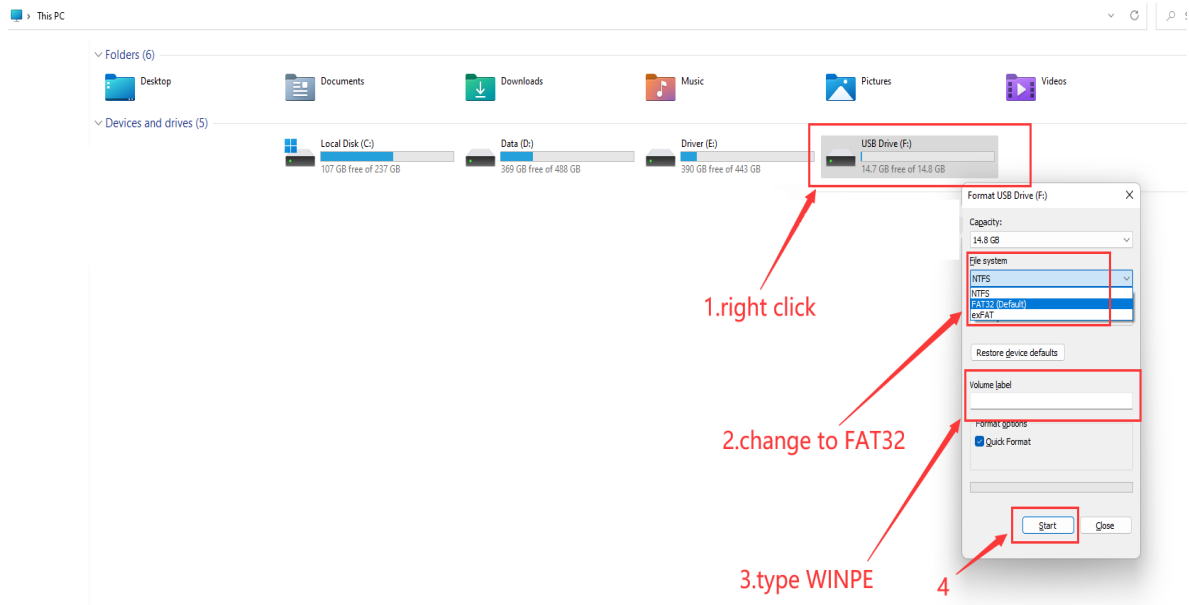 This PC
Folders (6)
Desktop
Documents
Downloads
Music
Pictures
Videos
Devices and drives (5)
Local Disk (C:)
107 GB free of 237 GB
Data (D:)
369 GB free of 488 GB
Driver (E:)
390 GB free of 443 GB
USB Drive (F:)
14.7 GB free of 14.8 GB
1.right click
Format USB Drive (F:)
Capacity:
14.8 GB
File system
NTFS
NTFS
FAT32 (Default)
exFAT
2.change to FAT32
Restore device defaults
Volume label
3.type WINPE
Format options
Quick Format
4
Start
Close